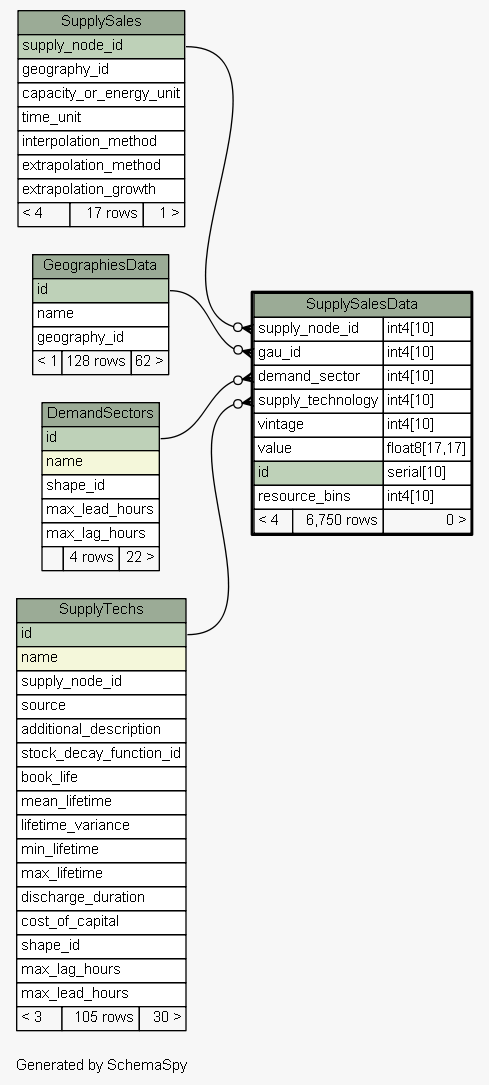 SupplySales
supply_node_id
geography_id
capacity_or_energy_unit
time_unit
interpolation_method
extrapolation_method
extrapolation_growth
< 4 17 rows 1 >
GeographiesData
id
name
geography_id
< 1 128 rows 62 >
DemandSectors
id
name
shape_id
max_lead_hours
max_lag_hours
4 rows 22 >
SupplyTechs
id
name
supply_node_id
source
additional_description
stock_decay_function_id
book_life
mean_lifetime
lifetime_variance
min_lifetime
max_lifetime
discharge_duration
cost_of_capital
shape_id
max_lag_hours
max_lead_hours
< 3 105 rows 30 >
SupplySalesData
supply_node_id int4[10]
gau_id int4[10]
demand_sector int4[10]
supply_technology int4[10]
vintage int4[10]
value float8[17,17]
id serial[10]
resource_bins int4[10]
< 4 6,750 rows 0 >
Generated by SchemaSpy